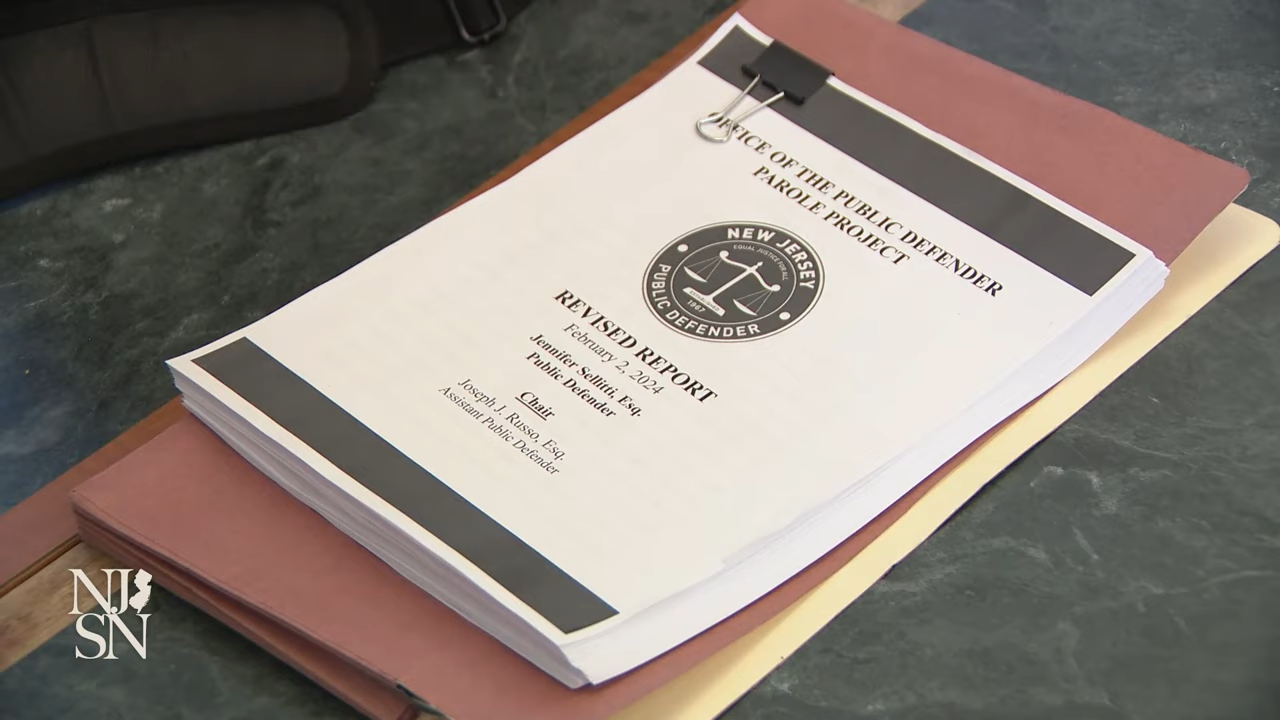 OFFICE OF THE PUBLIC DEFENDER
PAROLE PROJECT
NEW JERSEY
EQUAL JUSTICE FOR ALL
1967
PUBLIC DEFENDER
REVISED REPORT
February 2, 2024
Jennifer Sellitti, Esq.
Public Defender
Chair
Joseph J. Russo, Esq.
Assistant Public Defender
NJ
SN